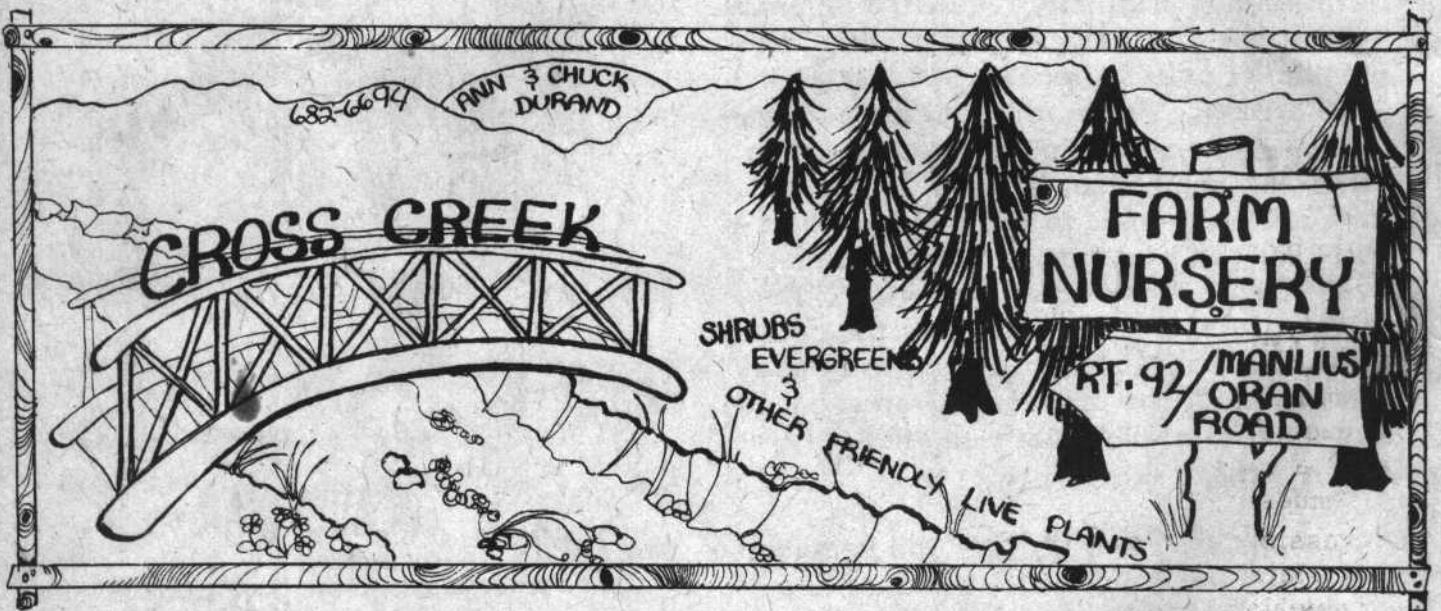 682-6694
ANN & CHUCK
DURAND
CROSS CREEK
FARM
NURSERY
RT. 92/MANLIUS
ORAN
ROAD
SHRUBS
EVERGREENS
&
OTHER FRIENDLY LIVE PLANTS